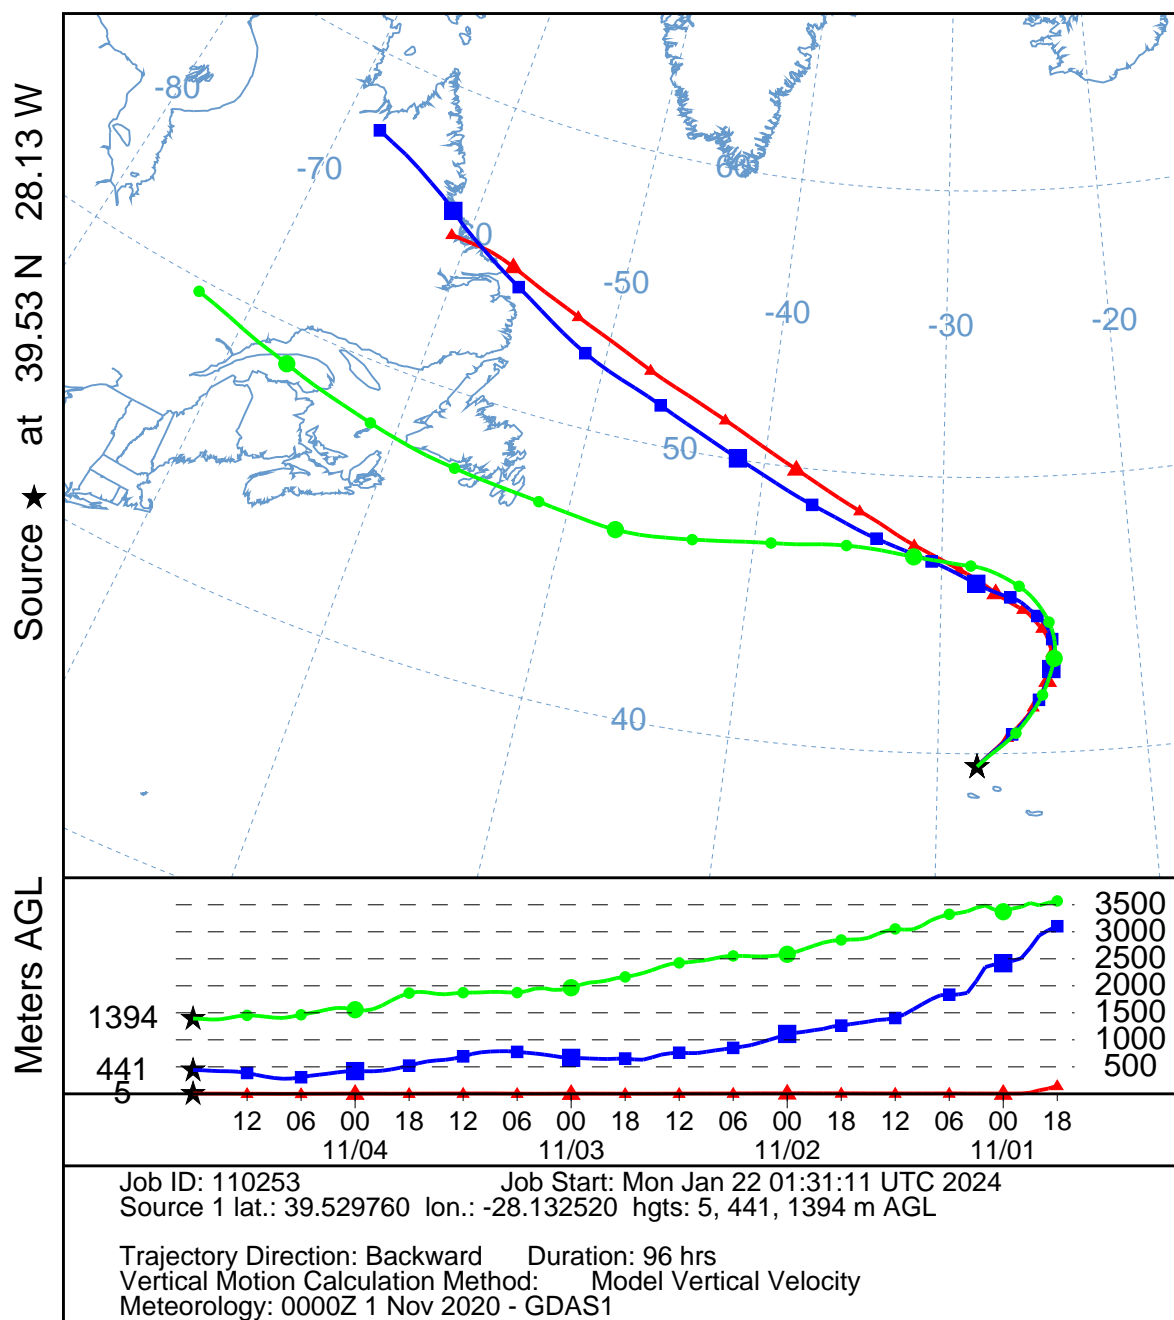 Source ★ at 39.53 N 28.13 W
-80
-70
60
60
-50
-40
-30
-20
50
40
Meters AGL
3500
3000
2500
2000
1500
1000
500
1394
441
5
12 06 00 18 12 06 00 18 12 06 00 18 12 06 00 18
11/04 11/03 11/02 11/01
Job ID: 110253 Job Start: Mon Jan 22 01:31:11 UTC 2024
Source 1 lat.: 39.529760 lon.: -28.132520 hgts: 5, 441, 1394 m AGL
Trajectory Direction: Backward Duration: 96 hrs
Vertical Motion Calculation Method: Model Vertical Velocity
Meteorology: 0000Z 1 Nov 2020 - GDAS1